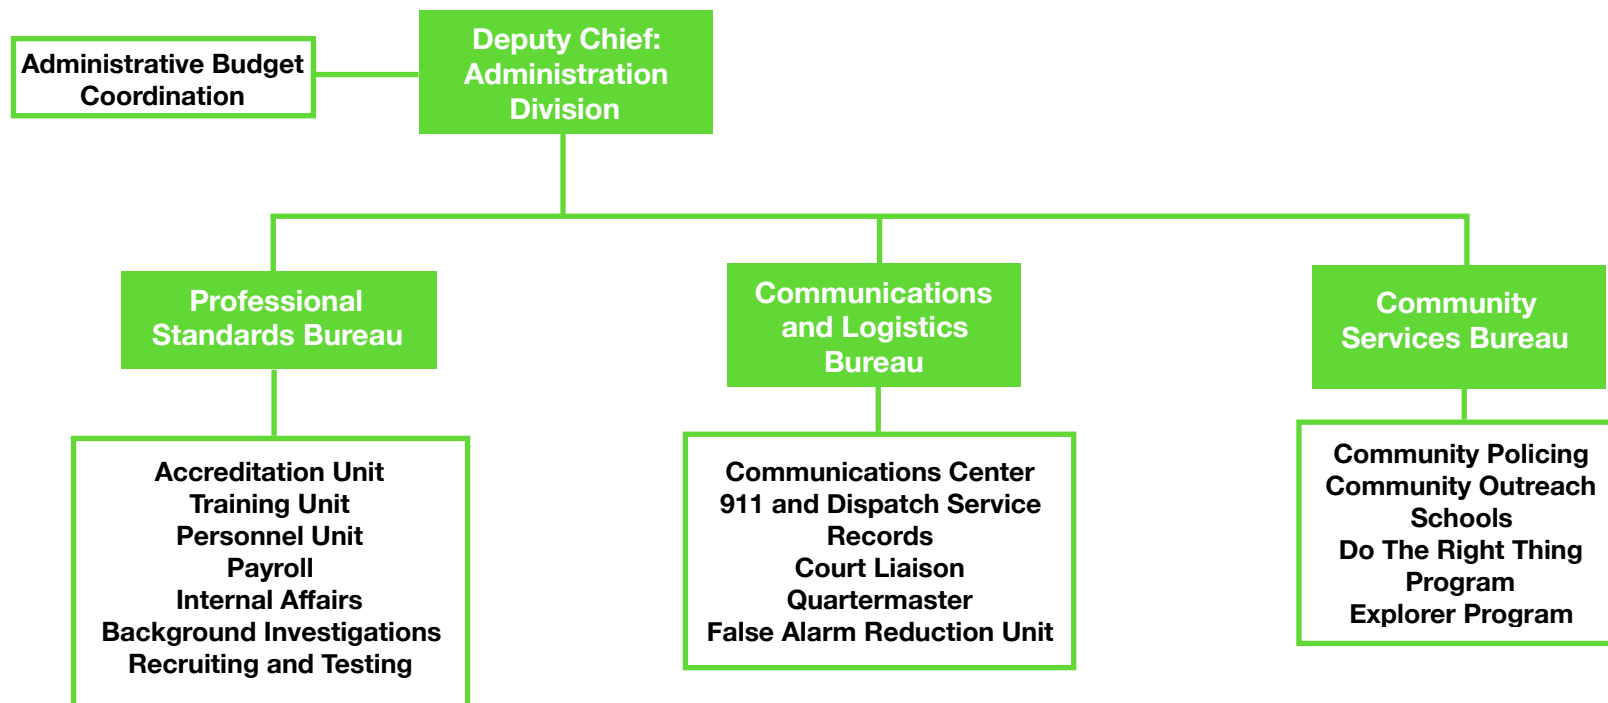 Administrative Budget
Coordination
Deputy Chief:
Administration
Division
Professional
Standards Bureau
Communications
and Logistics
Bureau
Community
Services Bureau
Accreditation Unit
Training Unit
Personnel Unit
Payroll
Internal Affairs
Background Investigations
Recruiting and Testing
Communications Center
911 and Dispatch Service
Records
Court Liaison
Quartermaster
False Alarm Reduction Unit
Community Policing
Community Outreach
Schools
Do The Right Thing
Program
Explorer Program